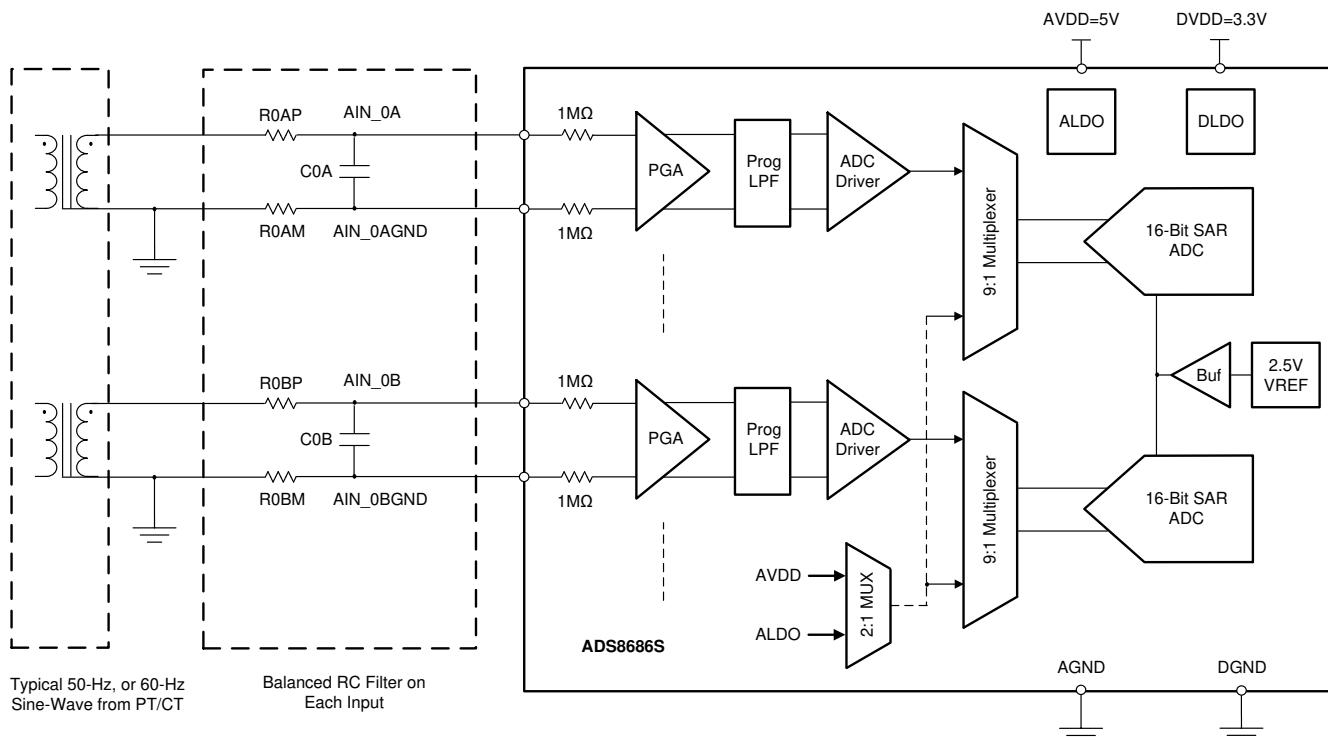 AVDD=5V
DVDD=3.3V
R0AP
AIN_0A
1MΩ
C0A
R0AM
AIN_0AGND
1MΩ
PGA
Prog
LPF
ADC
Driver
9:1 Multiplexer
ALDO
DLDO
16-Bit SAR
ADC
Buf
2.5V
VREF
R0BP
AIN_0B
1MΩ
C0B
R0BM
AIN_0BGND
1MΩ
PGA
Prog
LPF
ADC
Driver
9:1 Multiplexer
16-Bit SAR
ADC
AVDD
ALDO
2:1 MUX
ADS8686S
AGND
DGND
Typical 50-Hz, or 60-Hz
Sine-Wave from PT/CT
Balanced RC Filter on
Each Input